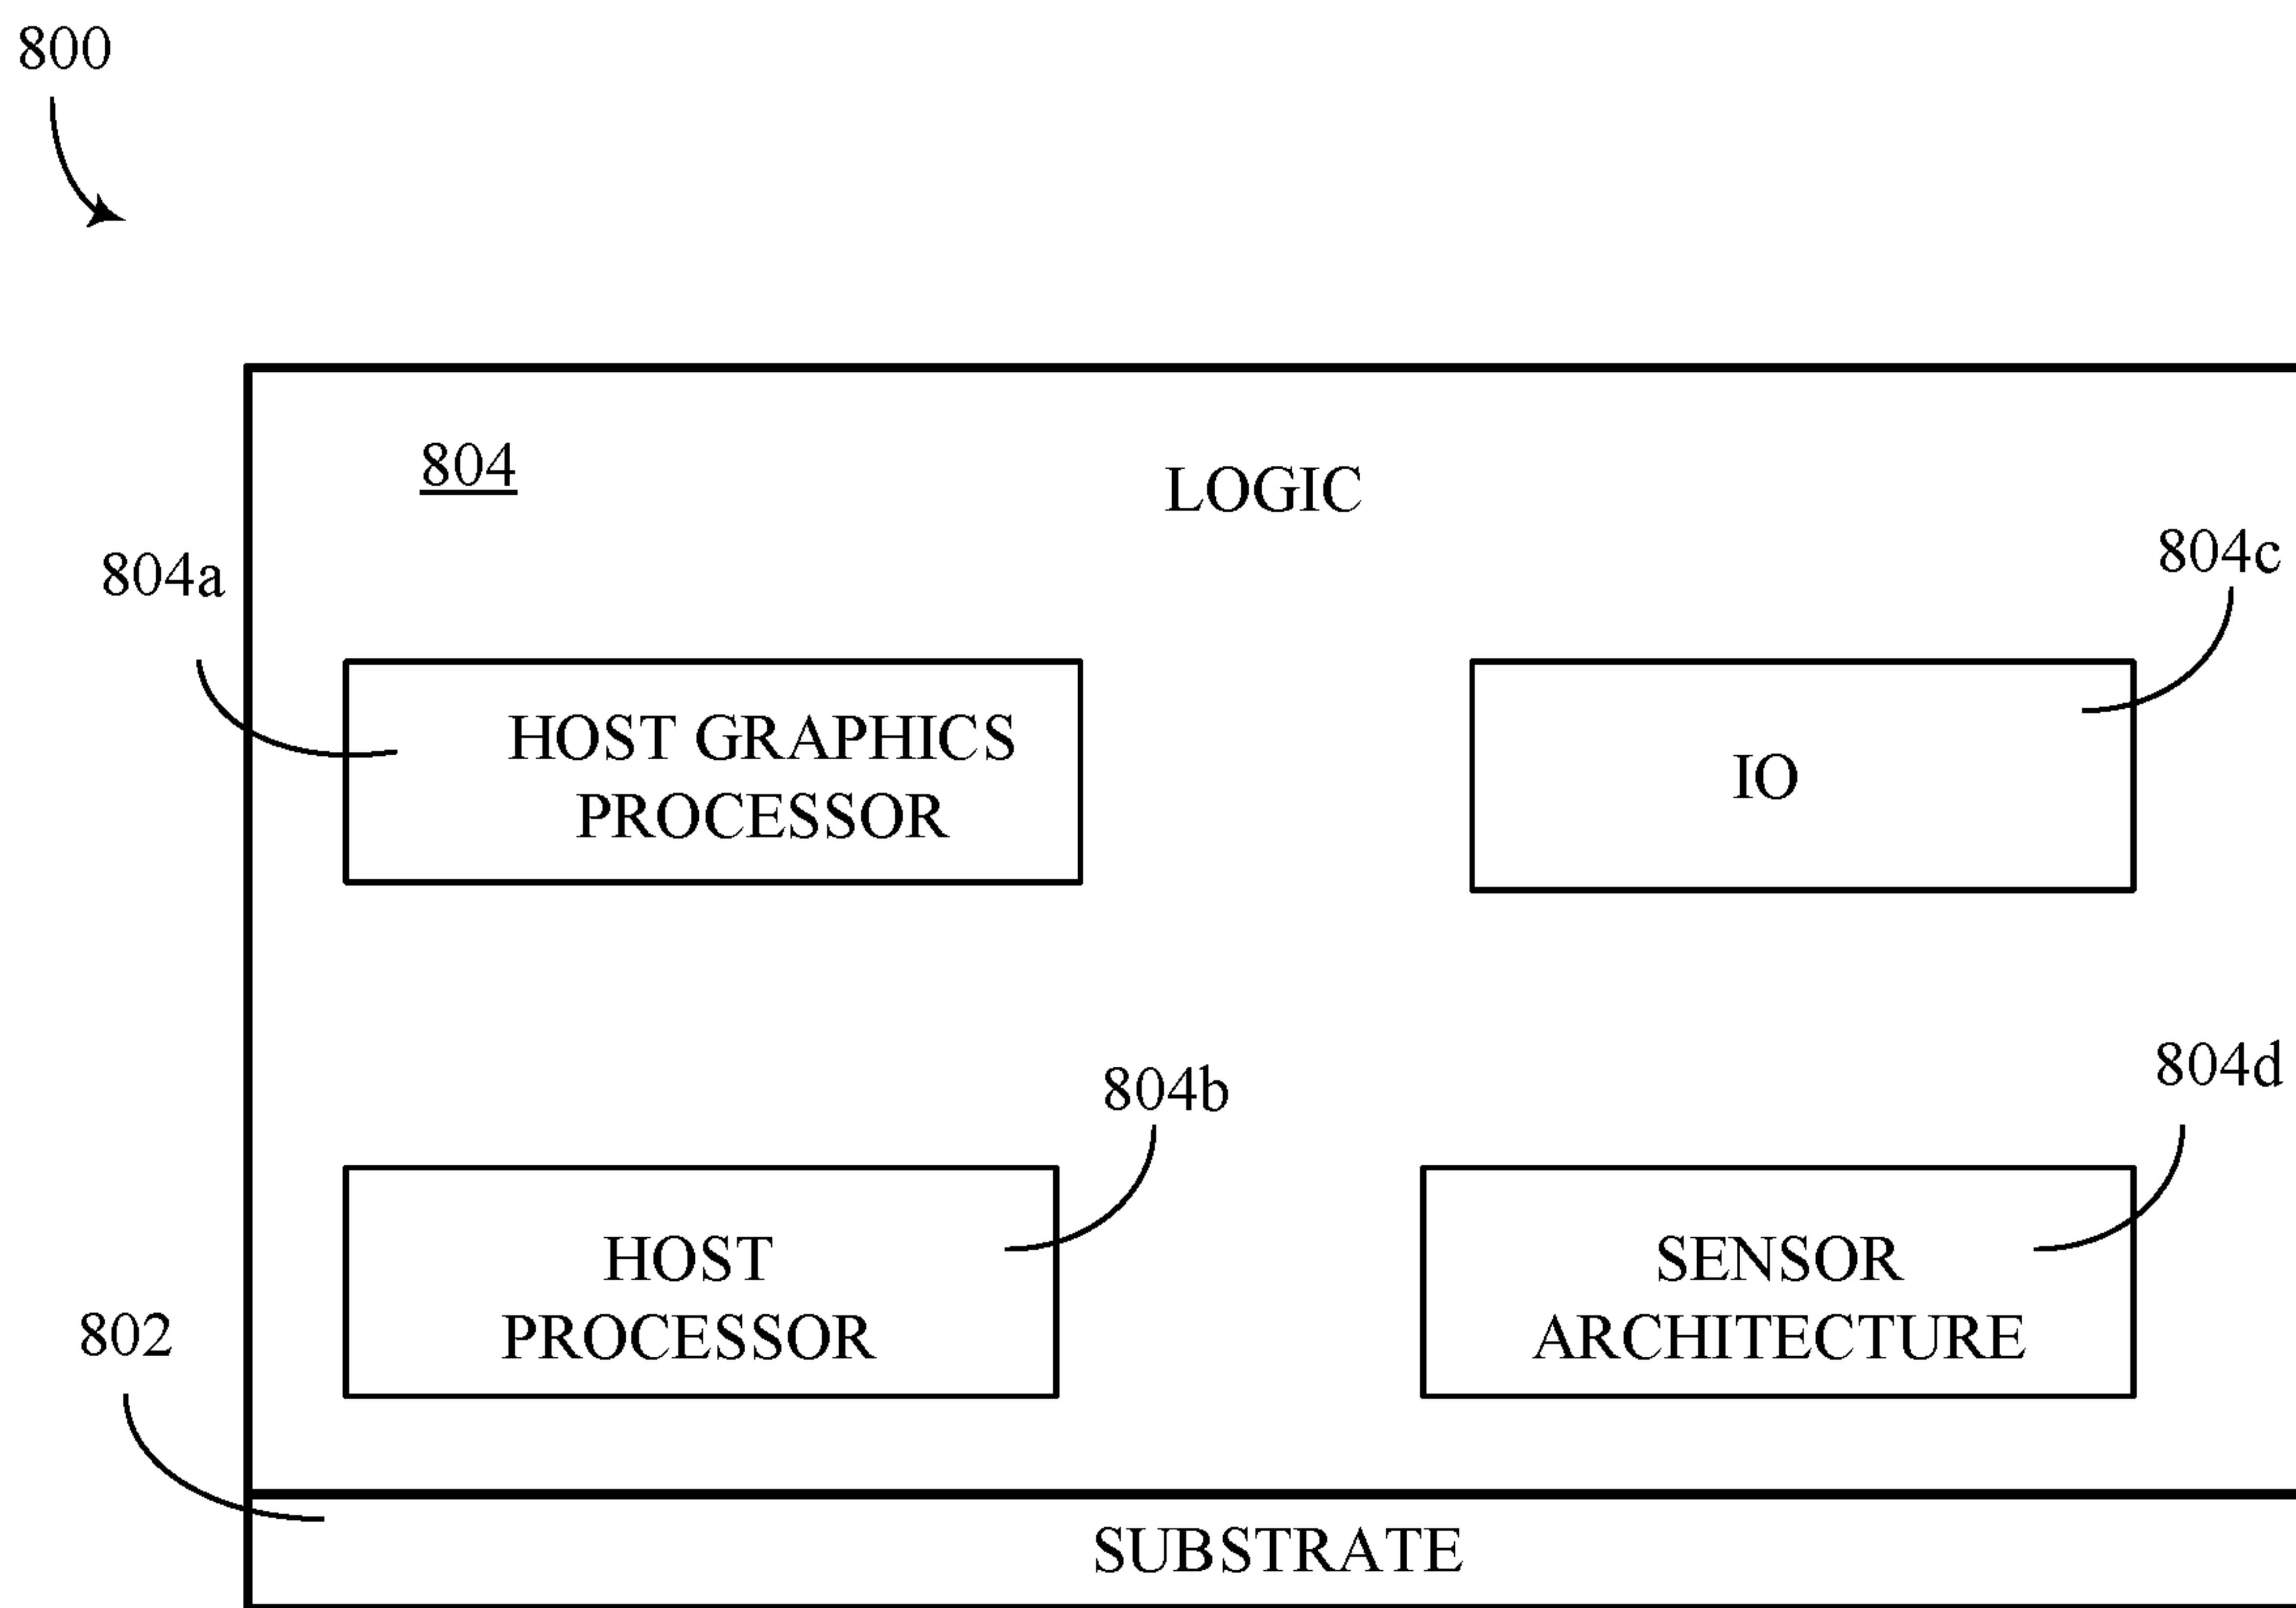 800
804
LOGIC
804a
804c
HOST GRAPHICS
PROCESSOR
IO
804b
804d
HOST
PROCESSOR
SENSOR
ARCHITECTURE
802
SUBSTRATE